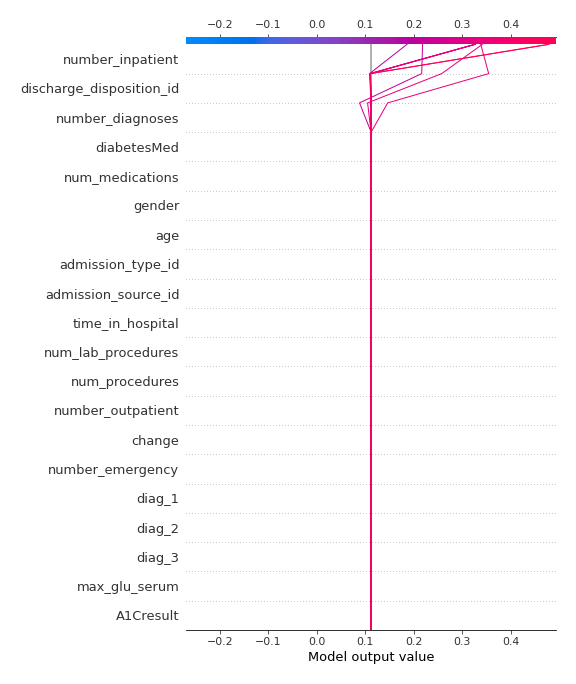 −0.2 −0.1 0.0 0.1 0.2 0.3 0.4
number_inpatient
discharge_disposition_id
number_diagnoses
diabetesMed
num_medications
gender
age
admission_type_id
admission_source_id
time_in_hospital
num_lab_procedures
num_procedures
number_outpatient
change
number_emergency
diag_1
diag_2
diag_3
max_glu_serum
A1Cresult
−0.2 −0.1 0.0 0.1 0.2 0.3 0.4
Model output value